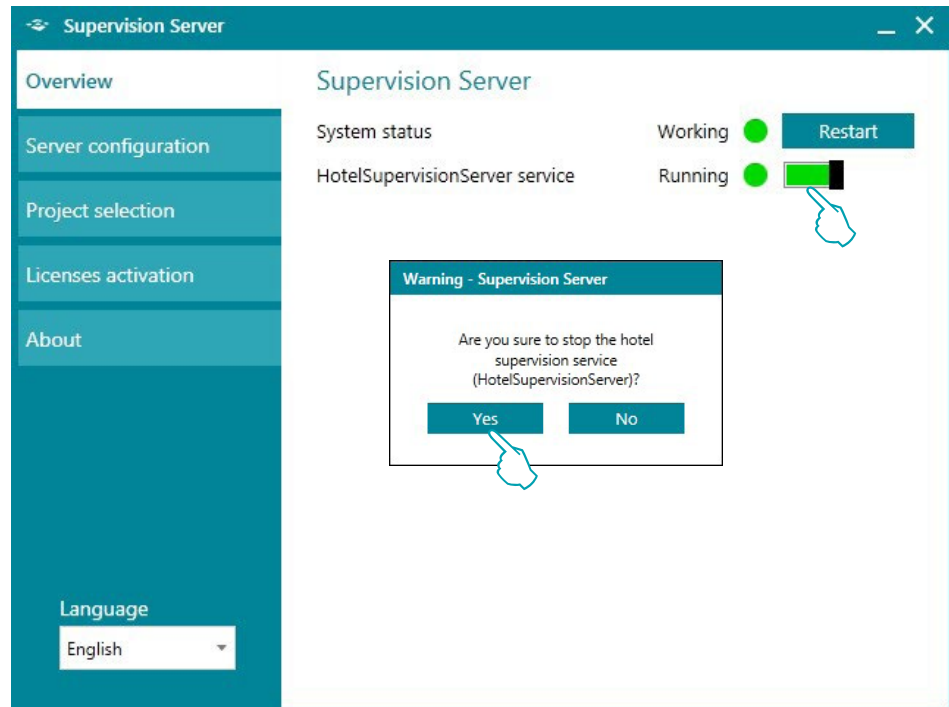 Supervision Server
Overview
Server configuration
Project selection
Licenses activation
About
Language
English
Supervision Server
System status Working Restart
HotelSupervisionServer service Running
Warning - Supervision Server
Are you sure to stop the hotel
supervision service
(HotelSupervisionServer)?
Yes No